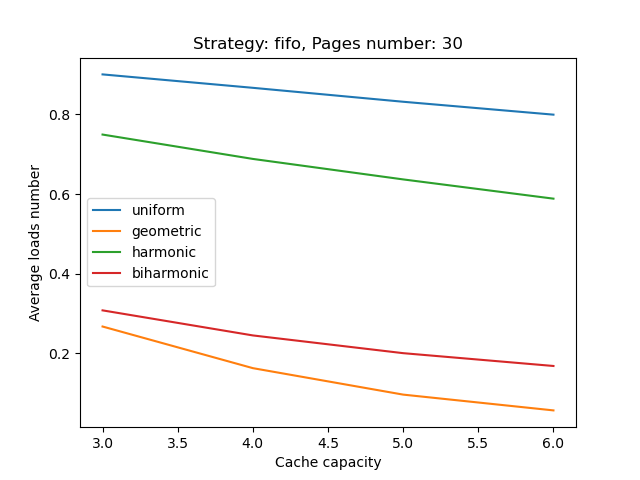 Strategy: fifo, Pages number: 30
Average loads number
0.8
0.6
0.4
0.2
uniform
geometric
harmonic
biharmonic
3.0 3.5 4.0 4.5 5.0 5.5 6.0
Cache capacity